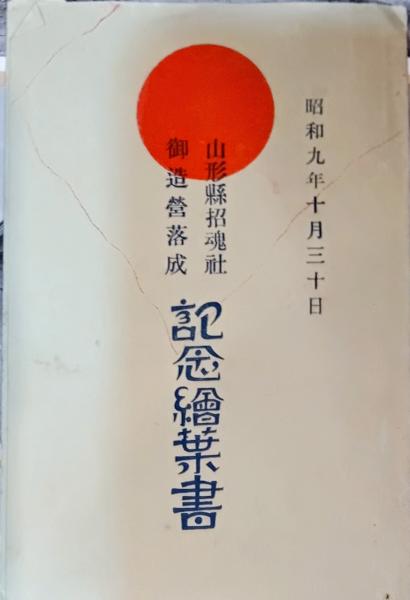 昭和九年十月三十日
山形縣招魂社
御造營落成
記念繪葉書